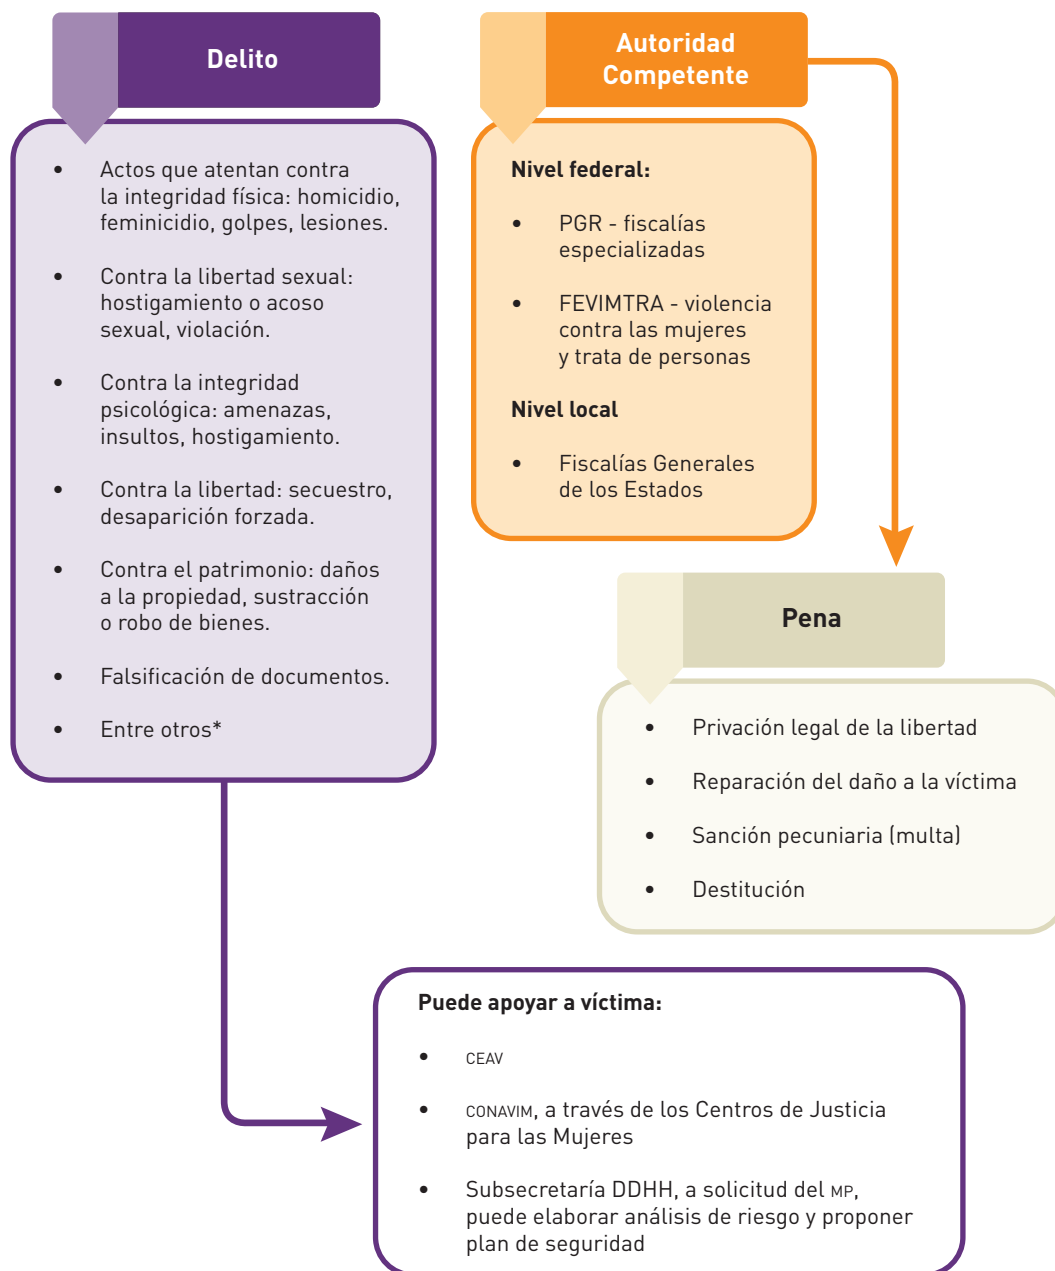 Delito
• Actos que atentan contra
la integridad física: homicidio,
feminicidio, golpes, lesiones.
• Contra la libertad sexual:
hostigamiento o acoso
sexual, violación.
• Contra la integridad
psicológica: amenazas,
insultos, hostigamiento.
• Contra la libertad: secuestro,
desaparición forzada.
• Contra el patrimonio: daños
a la propiedad, sustracción
o robo de bienes.
• Falsificación de documentos.
• Entre otros*
Autoridad
Competente
Nivel federal:
• PGR - fiscalías
especializadas
• FEVIMTRA - violencia
contra las mujeres
y trata de personas
Nivel local
• Fiscalías Generales
de los Estados
Pena
• Privación legal de la libertad
• Reparación del daño a la víctima
• Sanción pecuniaria (multa)
• Destitución
Puede apoyar a víctima:
• CEAV
• CONAVIM, a través de los Centros de Justicia
para las Mujeres
• Subsecretaría DDHH, a solicitud del MP,
puede elaborar análisis de riesgo y proponer
plan de seguridad